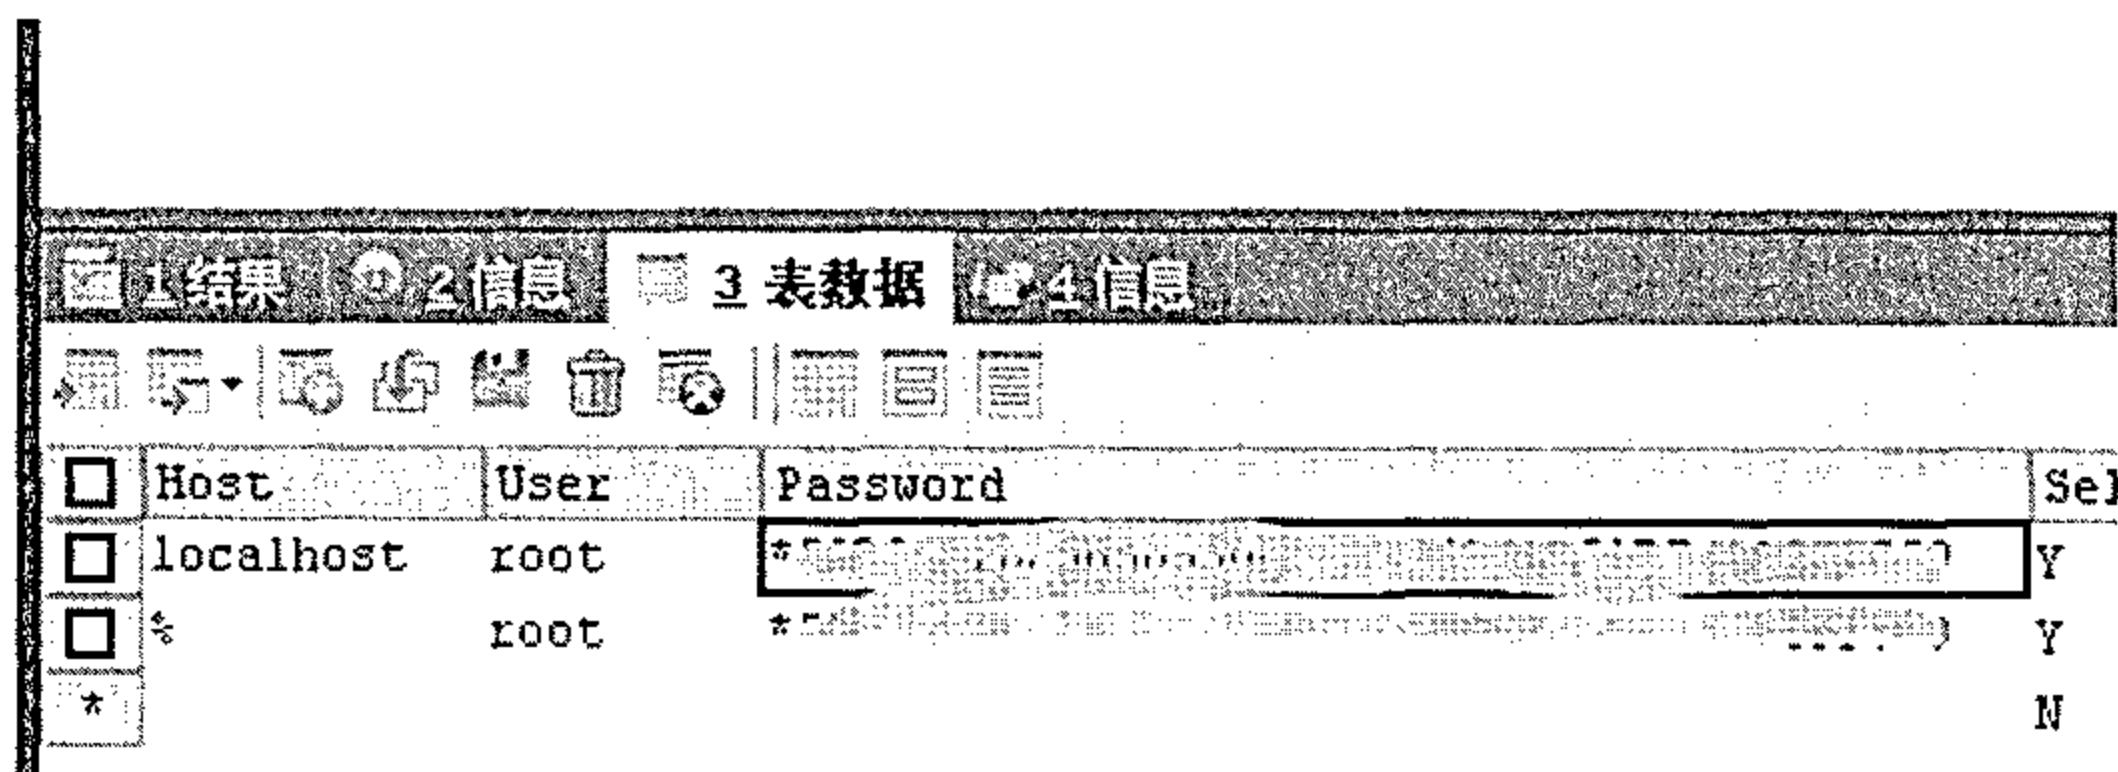 1 结果 2 信息 3 表数据 4 信息
Host User Password Sel
localhost root * Y
% root * Y
* N